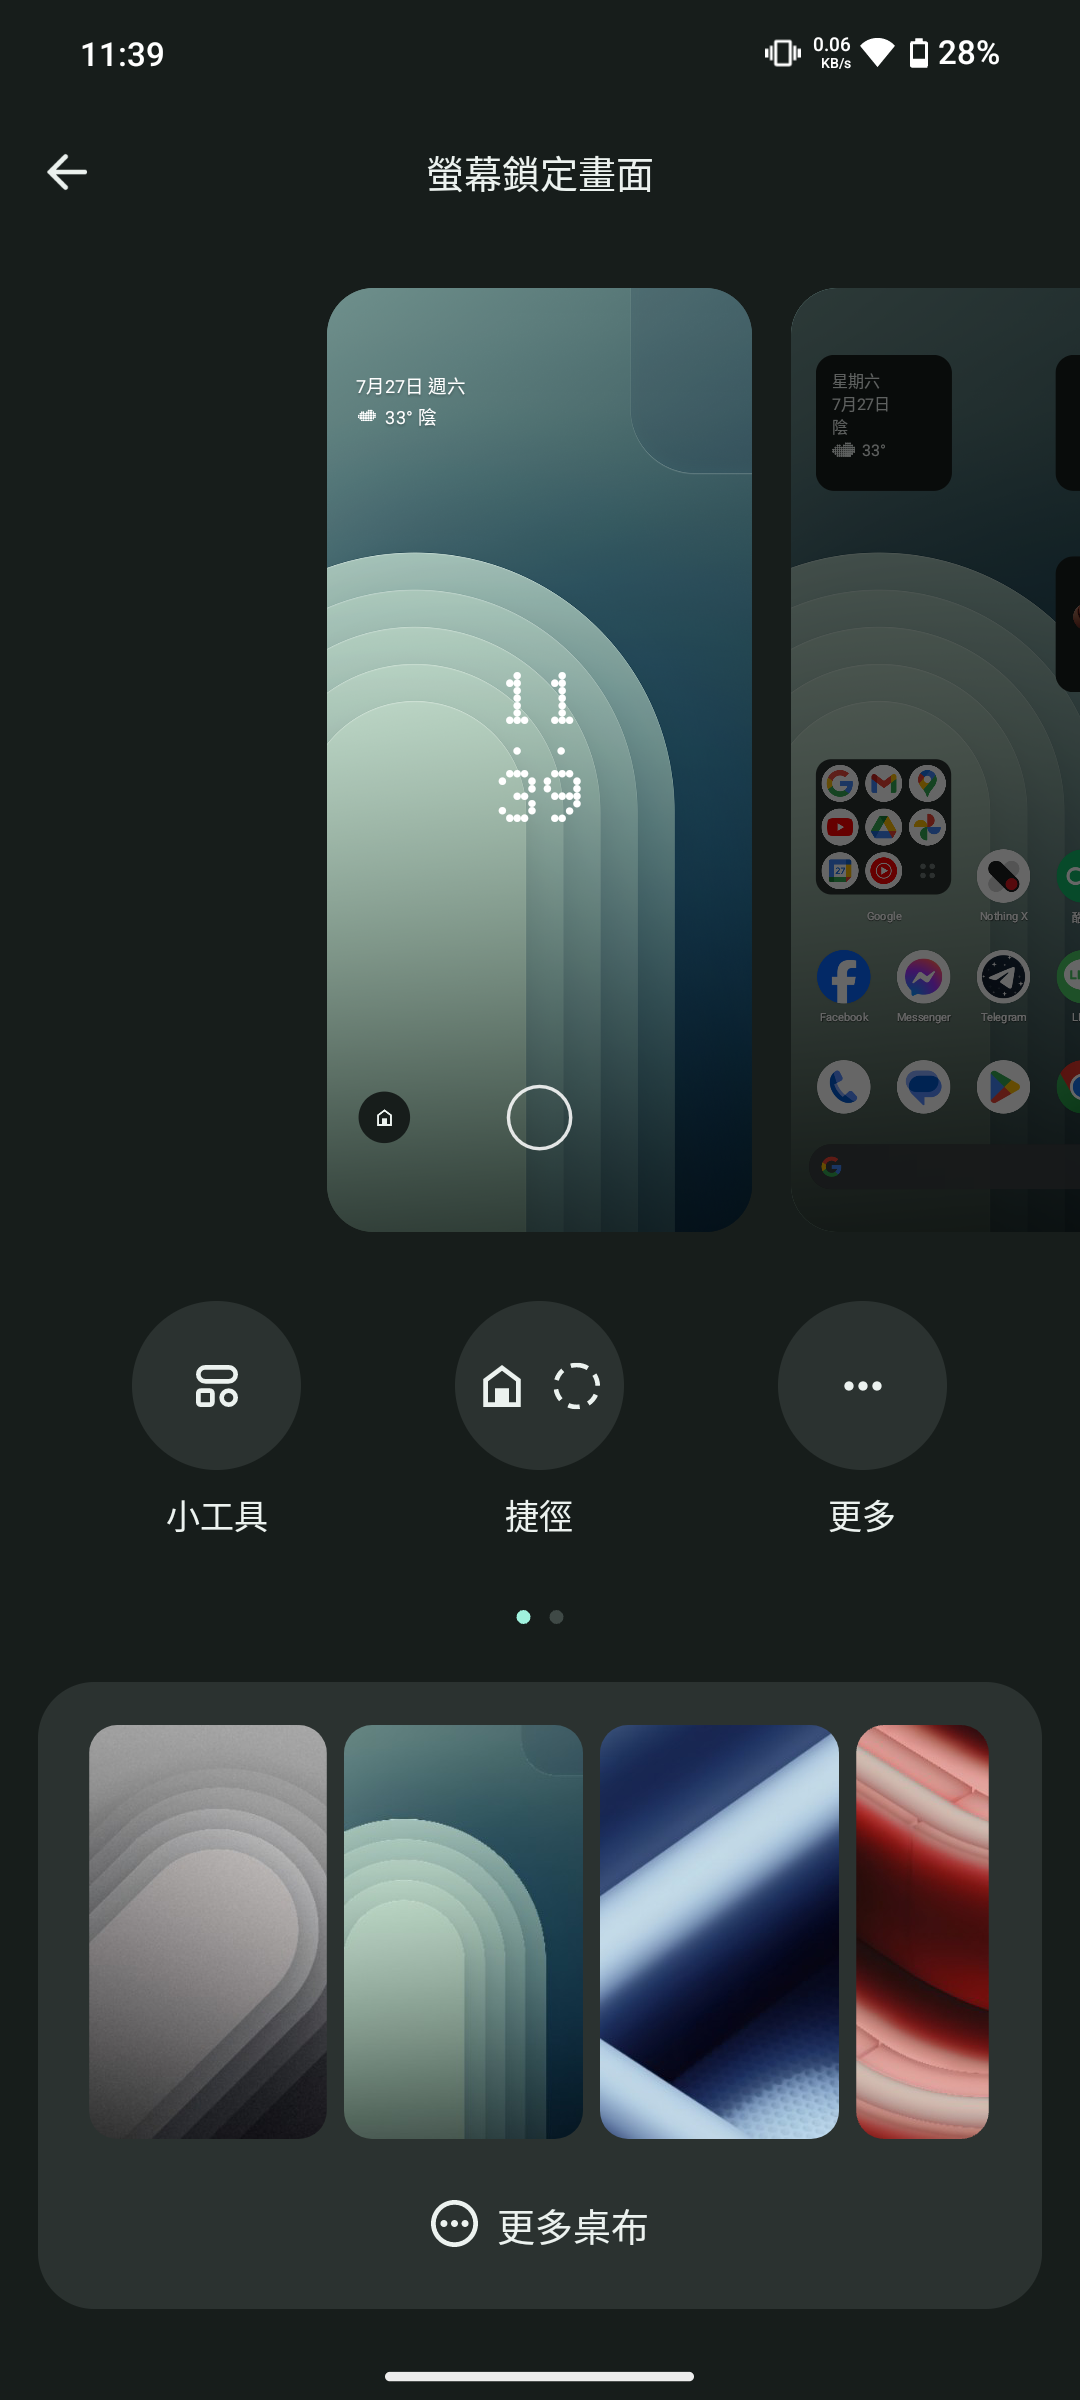 11:39
0.06
KB/s
28%
螢幕鎖定畫面
7月27日 週六
33° 陰
11
:
39
星期六
7月27日
陰
33°
27
Google
Nothing X
Facebook
Messenger
Telegram
小工具
捷徑
更多
更多桌布